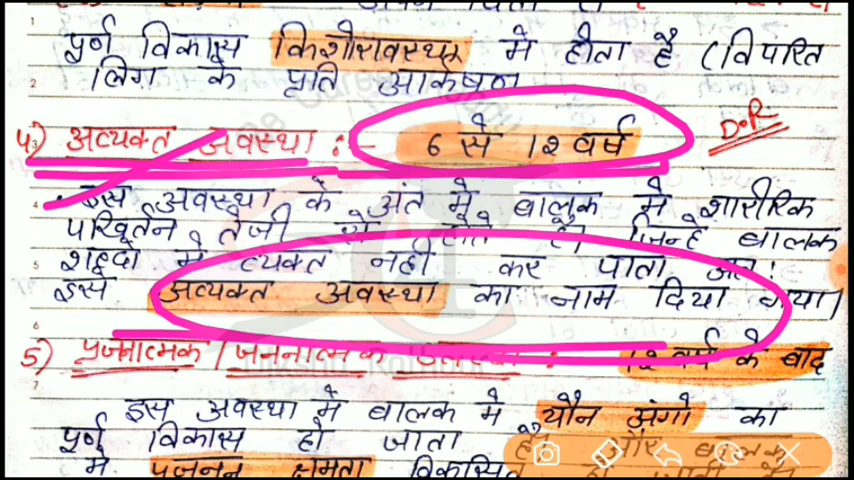 पूर्ण विकास किशोरावस्था में होता है (विपरित
लिंग के प्रति आकर्षण
4) अव्यक्त अवस्था :- 6 से 12 वर्ष D.R
इस अवस्था के अंत में बालक में शारीरिक
परिवर्तन तेजी से होते है। जिन्हे बालक
शब्दो में व्यक्त नही कर पाता अत:
इसे अव्यक्त अवस्था का नाम दिया गया।
5) प्रजनात्मक / जननात्मक : 12 वर्ष के बाद
इस अवस्था में बालक में यौन अंगो का
पूर्ण विकास हो जाता है और बालक
में प्रजनन क्षमता विकसित